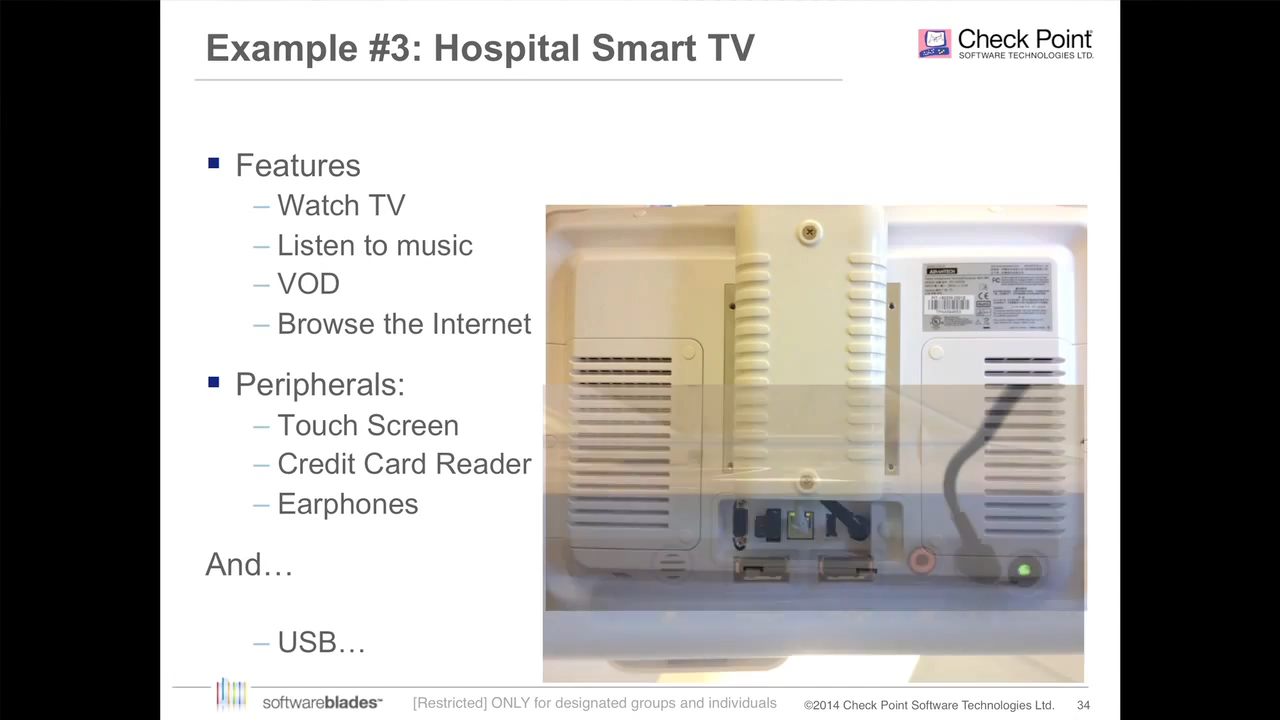 Example #3: Hospital Smart TV
Check Point
SOFTWARE TECHNOLOGIES LTD.
Features
– Watch TV
– Listen to music
– VOD
– Browse the Internet
Peripherals:
– Touch Screen
– Credit Card Reader
– Earphones
And…
– USB…
ADVANTECH
softwareblades™
[Restricted] ONLY for designated groups and individuals
©2014 Check Point Software Technologies Ltd.
34